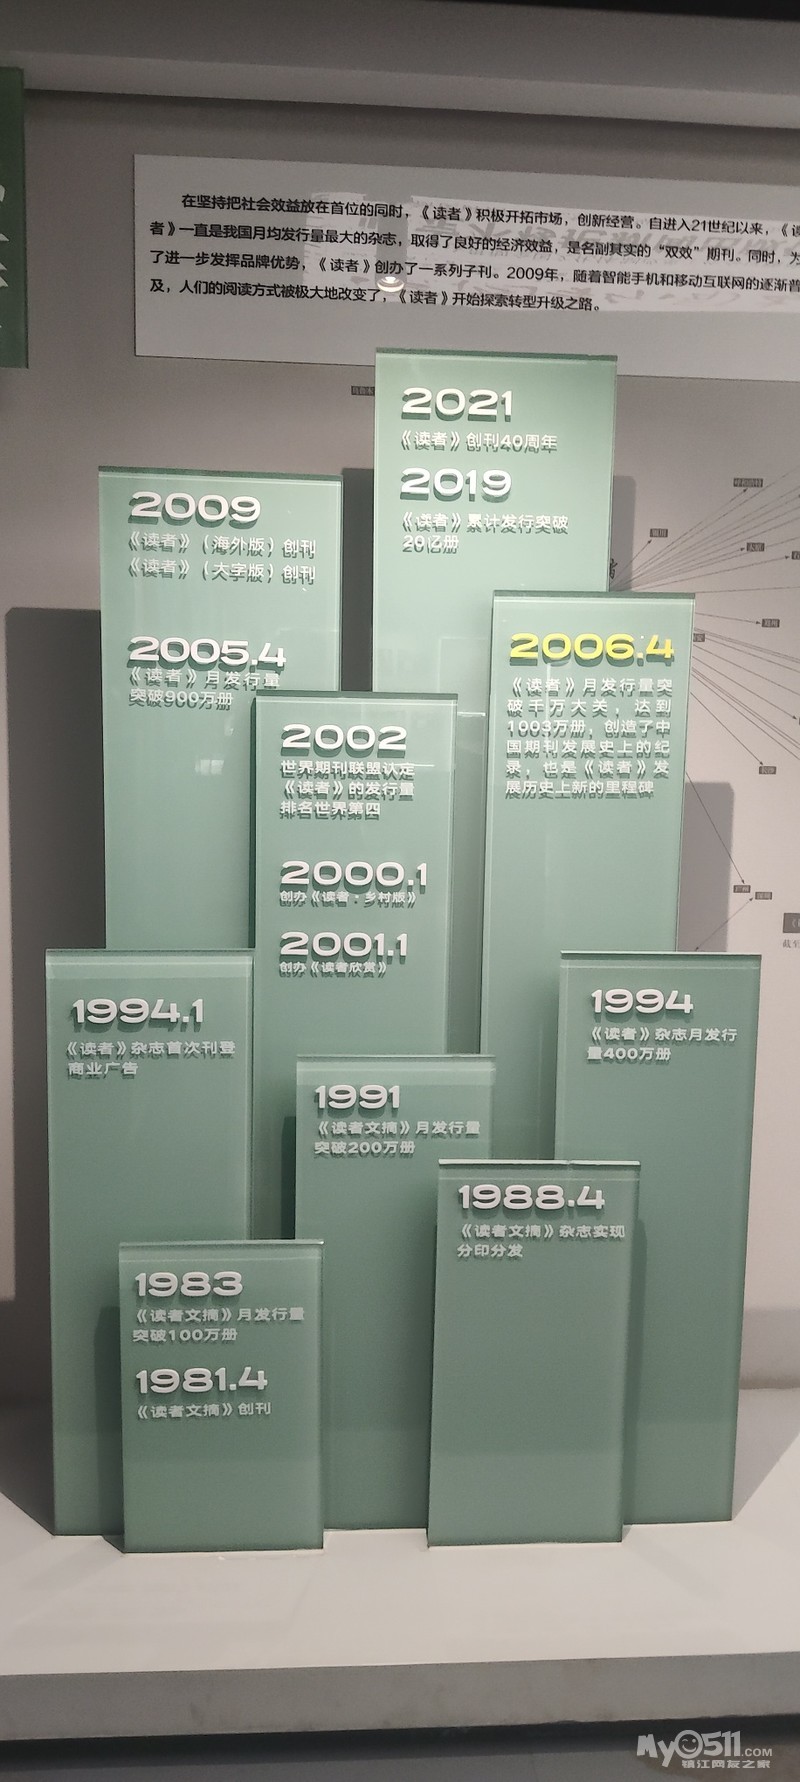 在坚持把社会效益放在首位的同时，《读者》积极开拓市场，创新经营。自进入21世纪以来，《读
者》一直是我国月均发行量最大的杂志，取得了良好的经济效益，是名副其实的“双效”期刊。同时，为
了进一步发挥品牌优势，《读者》创办了一系列子刊。2009年，随着智能手机和移动互联网的逐渐普
及，人们的阅读方式被极大地改变了，《读者》开始探索转型升级之路。
2021
《读者》创刊40周年
2019
《读者》累计发行突破
20亿册
2009
《读者》（海外版）创刊
《读者》（大字版）创刊
2005.4
《读者》月发行量
突破900万册
2006.4
《读者》月发行量突
破千万大关，达到
1003万册，创造了中
国期刊发展史上的纪
录，也是《读者》发
展历史上新的里程碑
2002
世界期刊联盟认定
《读者》的发行量
排名世界第四
2000.1
创办《读者·乡村版》
2001.1
创办《读者欣赏》
1994.1
《读者》杂志首次刊登
商业广告
1994
《读者》杂志月发行
量400万册
1991
《读者文摘》月发行量
突破200万册
1988.4
《读者文摘》杂志实现
分印分发
1983
《读者文摘》月发行量
突破100万册
1981.4
《读者文摘》创刊
My0511.COM
镇江网友之家